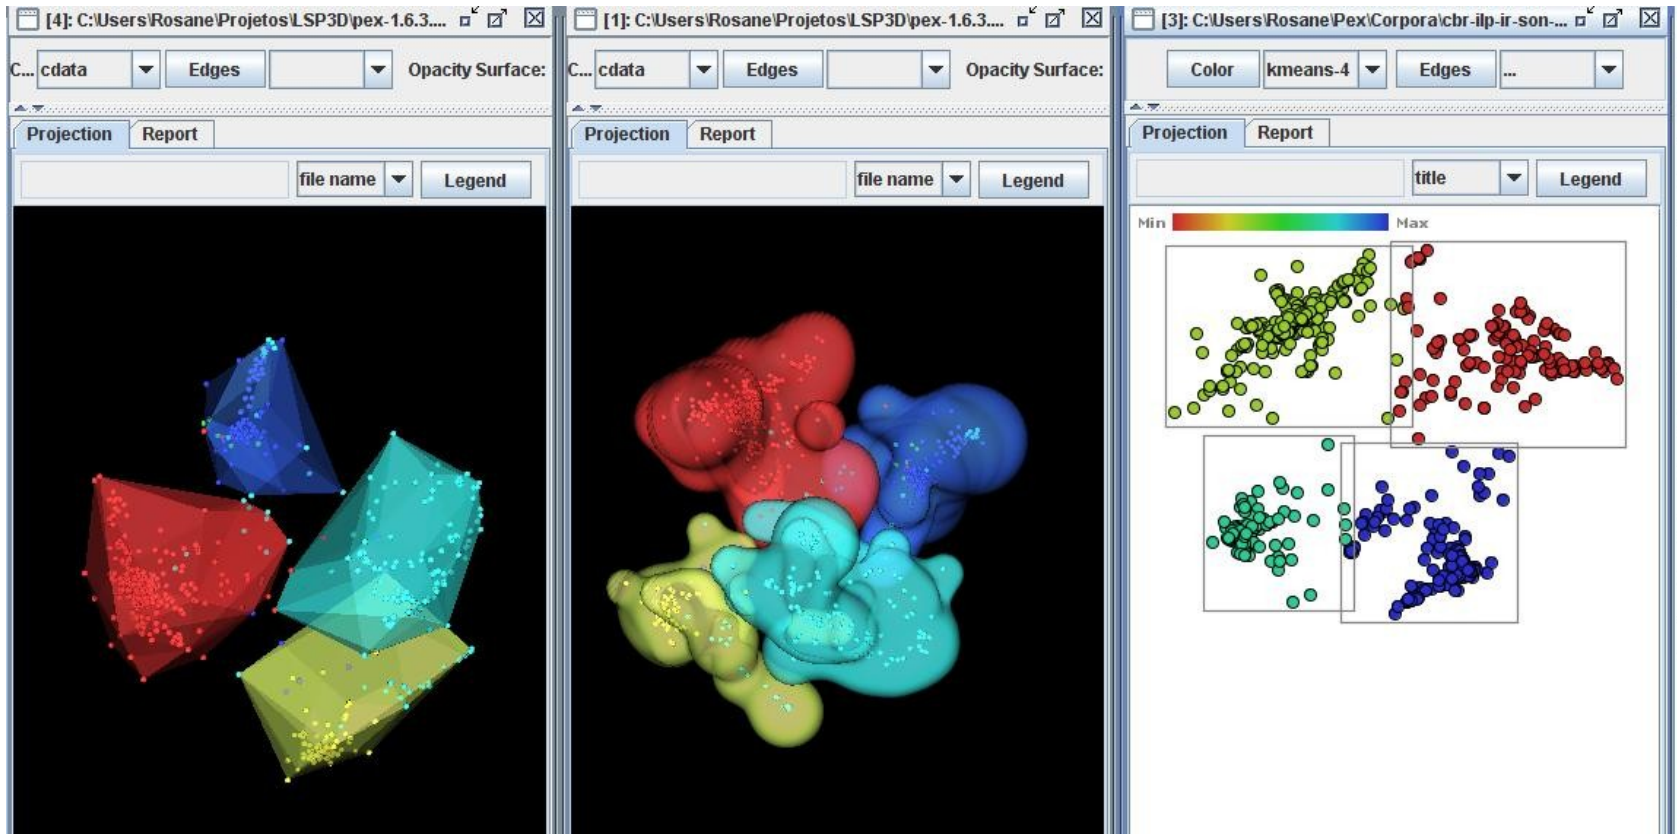 [4]: C:\Users\Rosane\Projetos\LSP3D\pex-1.6.3....
C... cdata Edges Opacity Surface:
Projection Report
file name Legend
[1]: C:\Users\Rosane\Projetos\LSP3D\pex-1.6.3....
C... cdata Edges Opacity Surface:
Projection Report
file name Legend
[3]: C:\Users\Rosane\Pex\Corpora\cbr-ilp-ir-son-...
Color kmeans-4 Edges ...
Projection Report
title Legend
Min Max